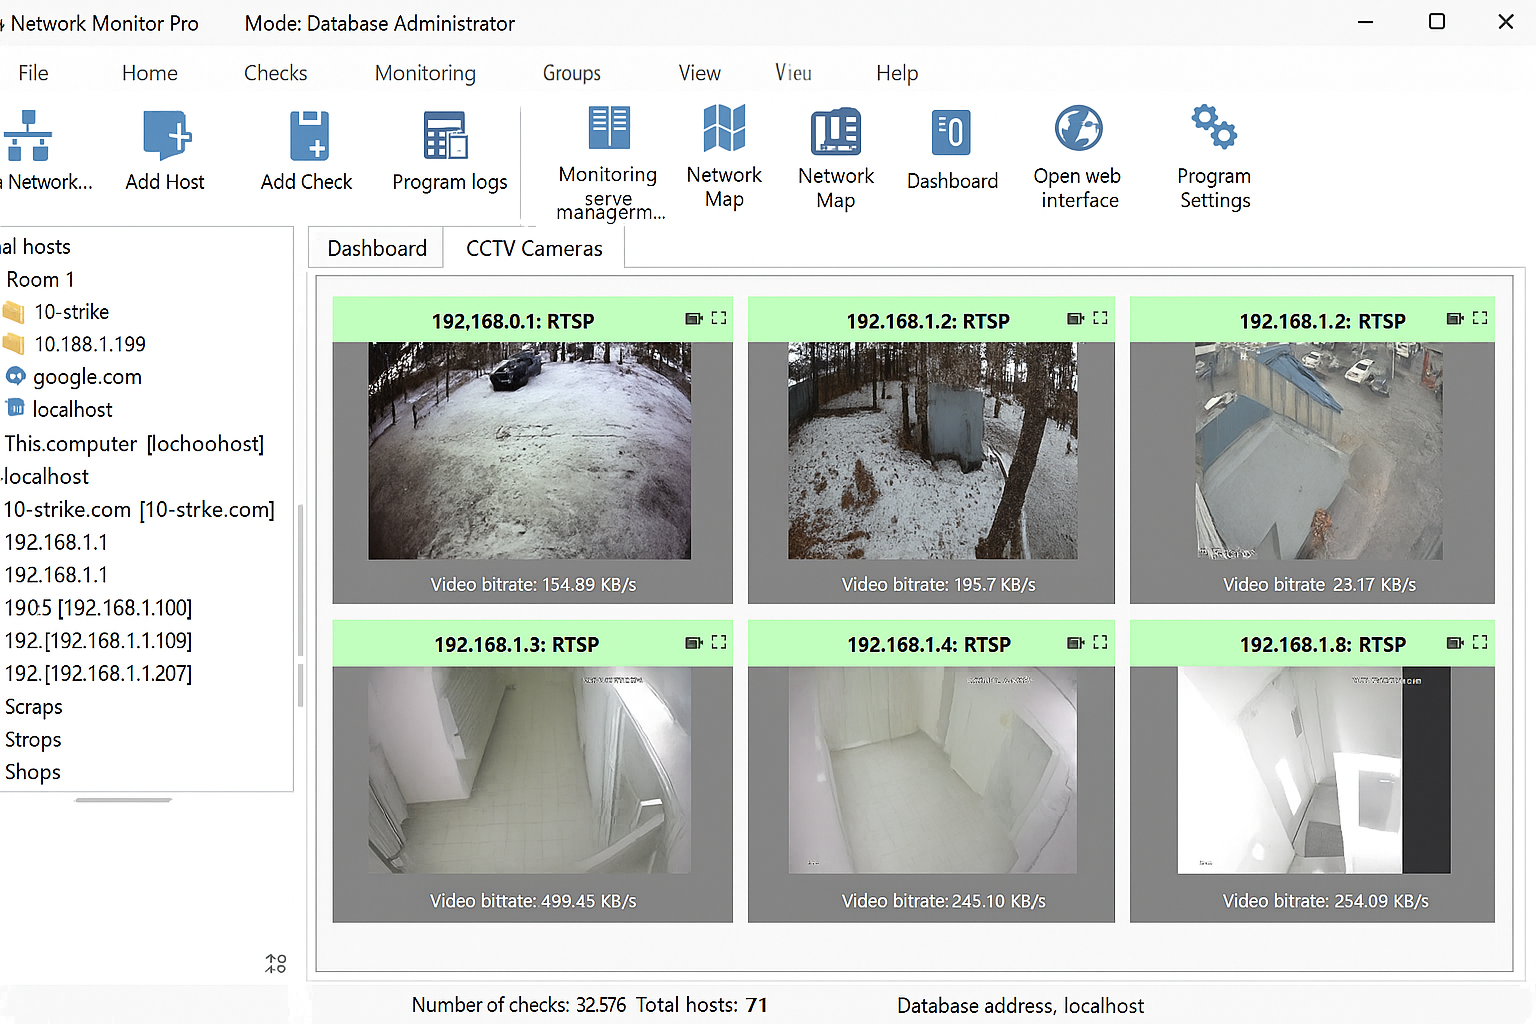 Network Monitor Pro
Mode: Database Administrator
File
Home
Checks
Monitoring
Groups
View
Vieu
Help
Network...
Add Host
Add Check
Program logs
Monitoring
serve
managerm...
Network
Map
Network
Map
Dashboard
Open web
interface
Program
Settings
al hosts
Room 1
10-strike
10.188.1.199
google.com
localhost
This.computer [lochoohost]
localhost
10-strike.com [10-strke.com]
192.168.1.1
192.168.1.1
190:5 [192.168.1.100]
192.[192.168.1.1.109]
192.[192.168.1.1.207]
Scraps
Strops
Shops
Dashboard
CCTV Cameras
192,168.0.1: RTSP
Video bitrate: 154.89 KB/s
192.168.1.2: RTSP
Video bitrate: 195.7 KB/s
192.168.1.2: RTSP
Video bitrate 23.17 KB/s
192.168.1.3: RTSP
Video bittate: 499.45 KB/s
192.168.1.4: RTSP
Video bitrate: 245.10 KB/s
192.168.1.8: RTSP
Video bitrate: 254.09 KB/s
Number of checks: 32.576 Total hosts: 71
Database address, localhost